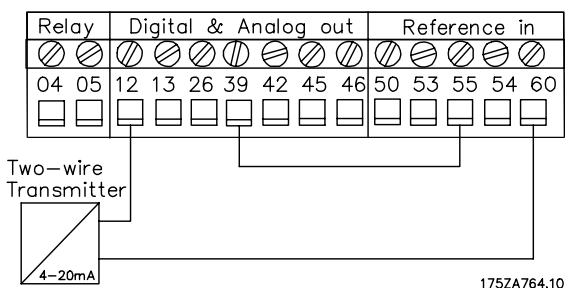 Relay Digital & Analog out Reference in
04 05 12 13 26 39 42 45 46 50 53 55 54 60
Two-wire
Transmitter
4-20mA
175ZA764.10